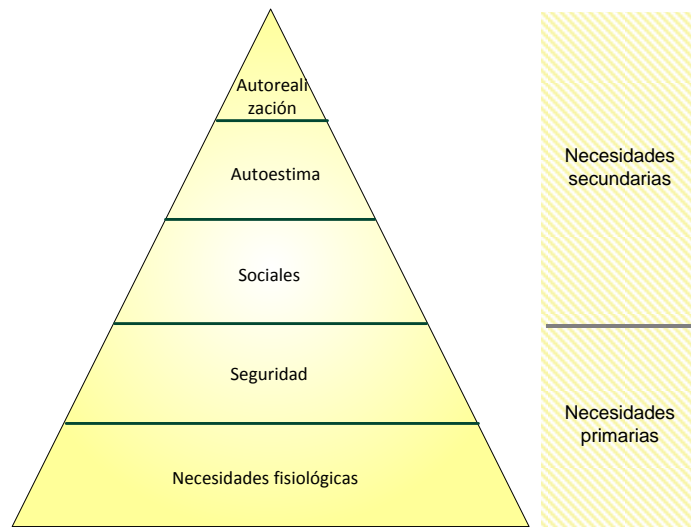 Autoreali
zación
Autoestima
Sociales
Seguridad
Necesidades fisiológicas
Necesidades
secundarias
Necesidades
primarias